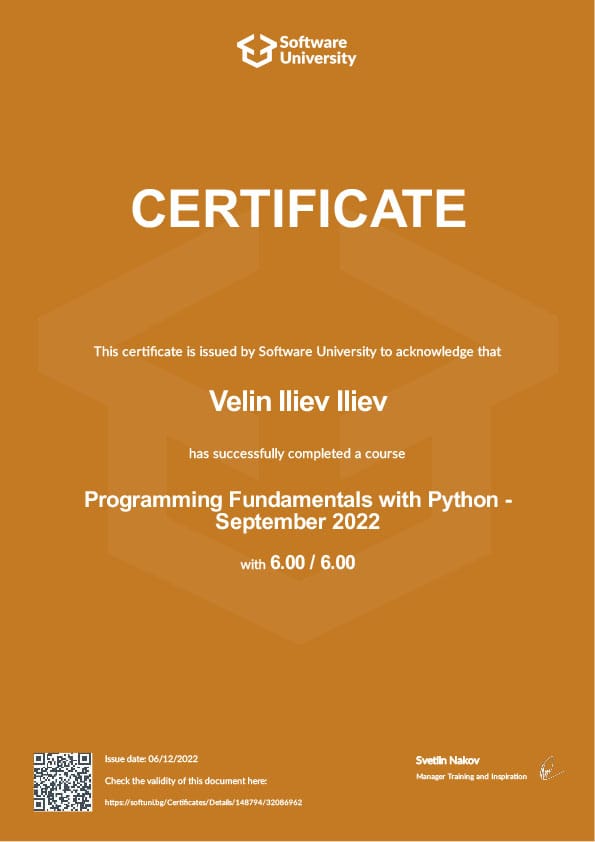 Software
University
CERTIFICATE
This certificate is issued by Software University to acknowledge that
Velin Iliev Iliev
has successfully completed a course
Programming Fundamentals with Python -
September 2022
with 6.00 / 6.00
Issue date: 06/12/2022
Check the validity of this document here:
https://softuni.bg/Certificates/Details/148794/32086962
Svetlin Nakov
Manager Training and Inspiration